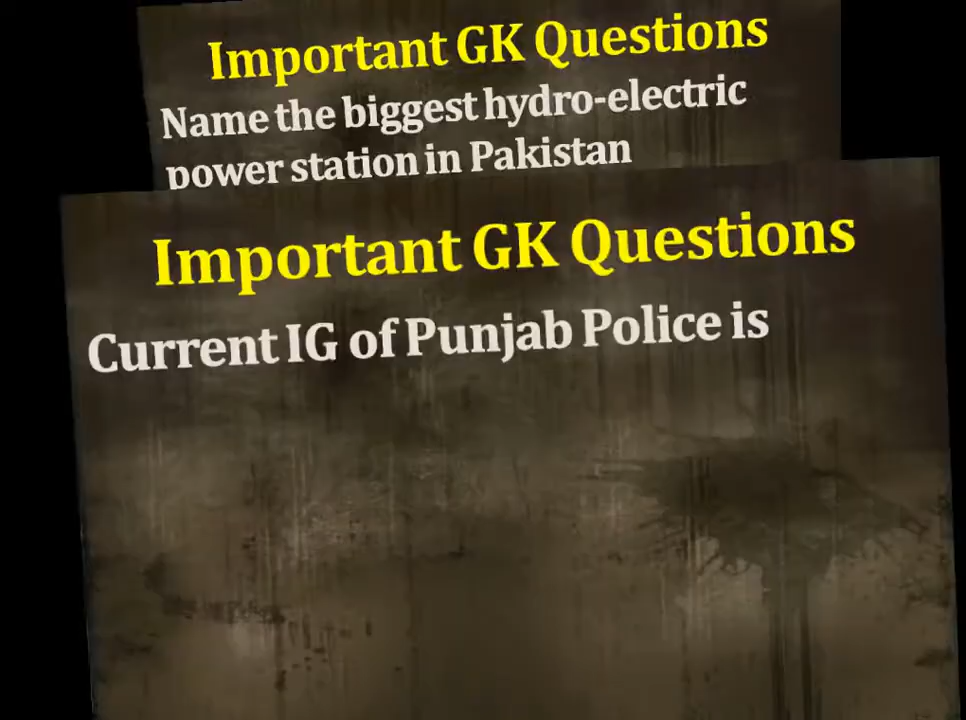 Important GK Questions
Name the biggest hydro-electric
power station in Pakistan
Important GK Questions
Current IG of Punjab Police is